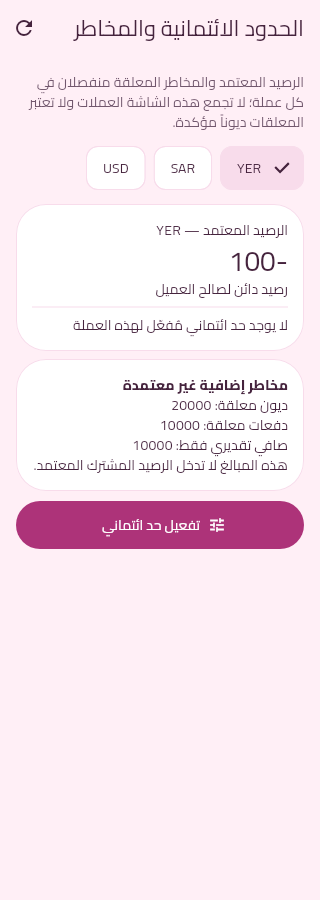 الحدود الائتمانية والمخاطر
الرصيد المعتمد والمخاطر المعلقة منفصلان في
كل عملة؛ لا تجمع هذه الشاشة العملات ولا تعتبر
المعلقات ديوناً مؤكدة.
YER
SAR
USD
الرصيد المعتمد — YER
-100
رصيد دائن لصالح العميل
لا يوجد حد ائتماني مُفعّل لهذه العملة
مخاطر إضافية غير معتمدة
ديون معلقة: 20000
دفعات معلقة: 10000
صافي تقديري فقط: 10000
هذه المبالغ لا تدخل الرصيد المشترك المعتمد.
تفعيل حد ائتماني